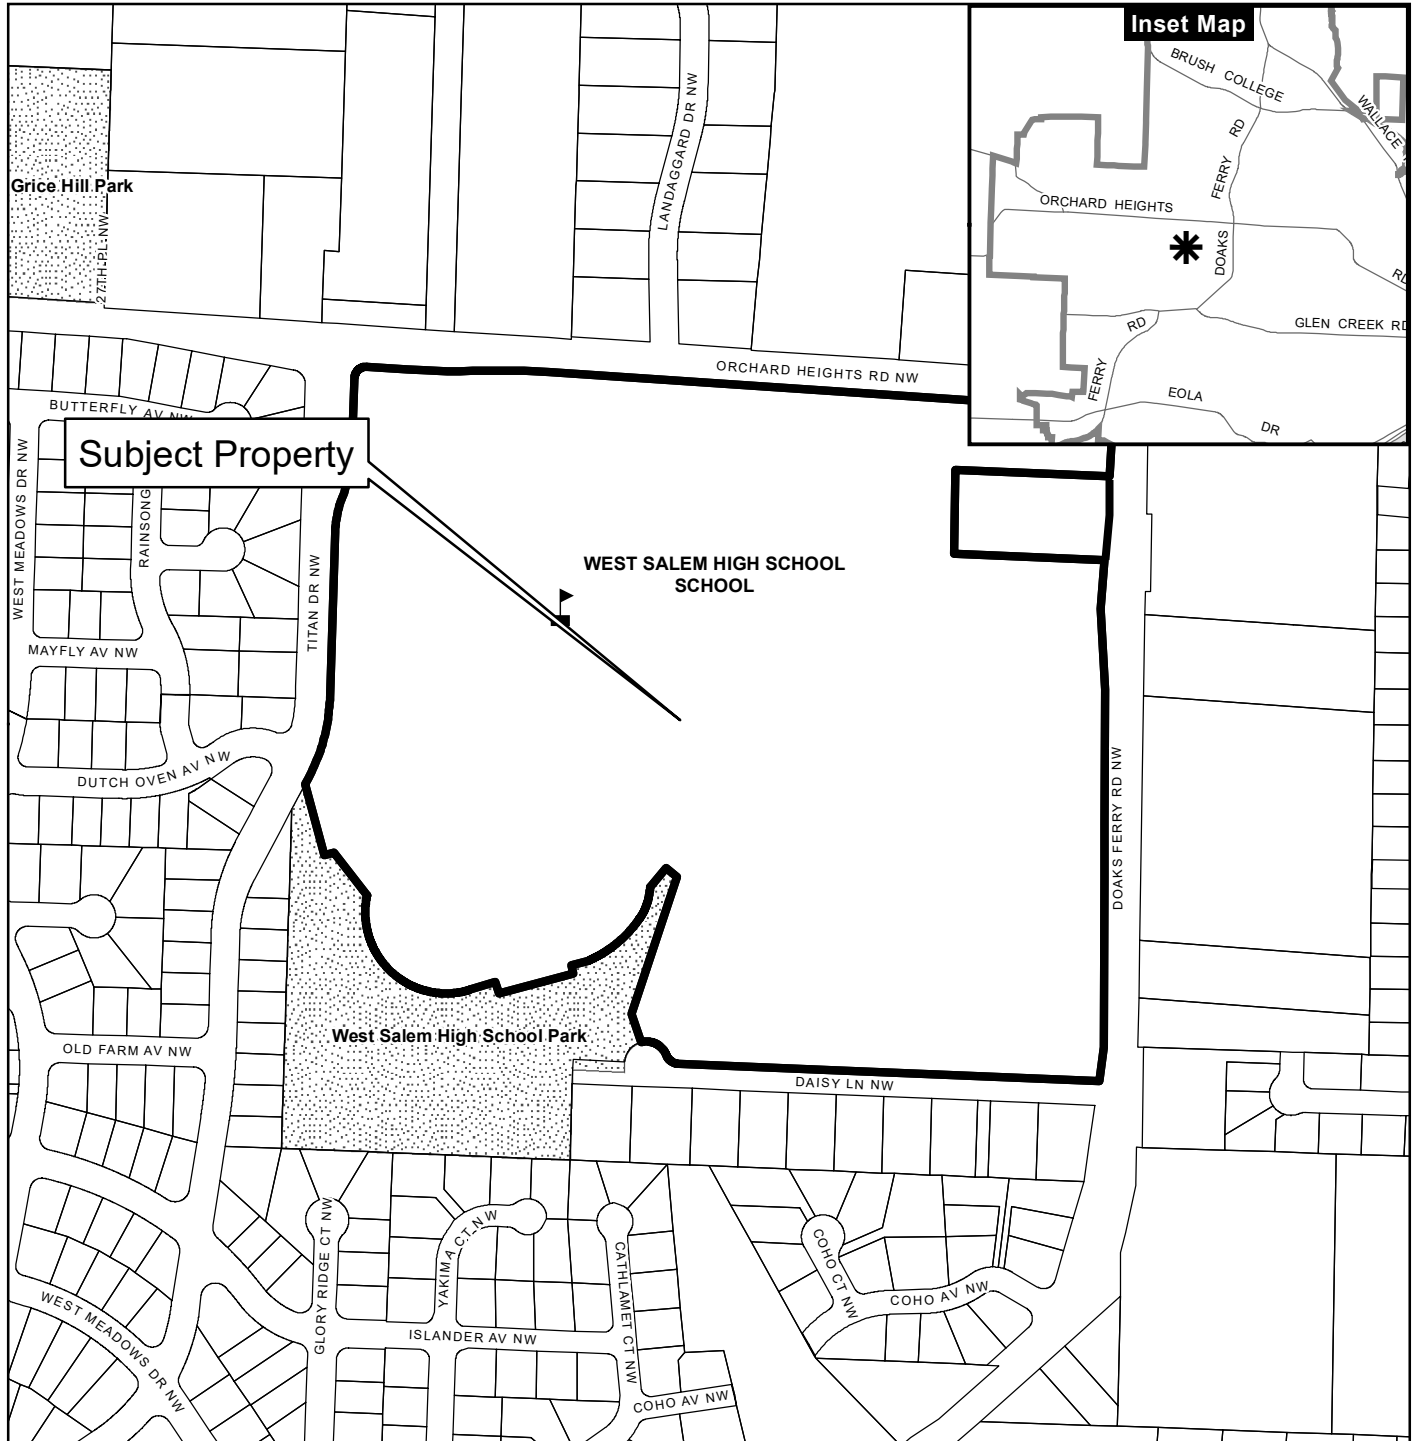 Inset Map
BRUSH COLLEGE
WALLACE
FERRY RD
ORCHARD HEIGHTS
DOAKS
RD
GLEN CREEK RD
RD
FERRY
EOLA
DR
LANDAGGARD DR NW
Grice Hill Park
27TH PL NW
ORCHARD HEIGHTS RD NW
BUTTERFLY AV NW
Subject Property
WEST MEADOWS DR NW
RAINSONG
TITAN DR NW
WEST SALEM HIGH SCHOOL
SCHOOL
MAYFLY AV NW
DUTCH OVEN AV NW
DOAKS FERRY RD NW
West Salem High School Park
OLD FARM AV NW
DAISY LN NW
GLORY RIDGE CT NW
YAKIMA CT NW
CATHLAMET CT NW
COHO CT NW
COHO AV NW
WEST MEADOWS DR NW
ISLANDER AV NW
COHO AV NW